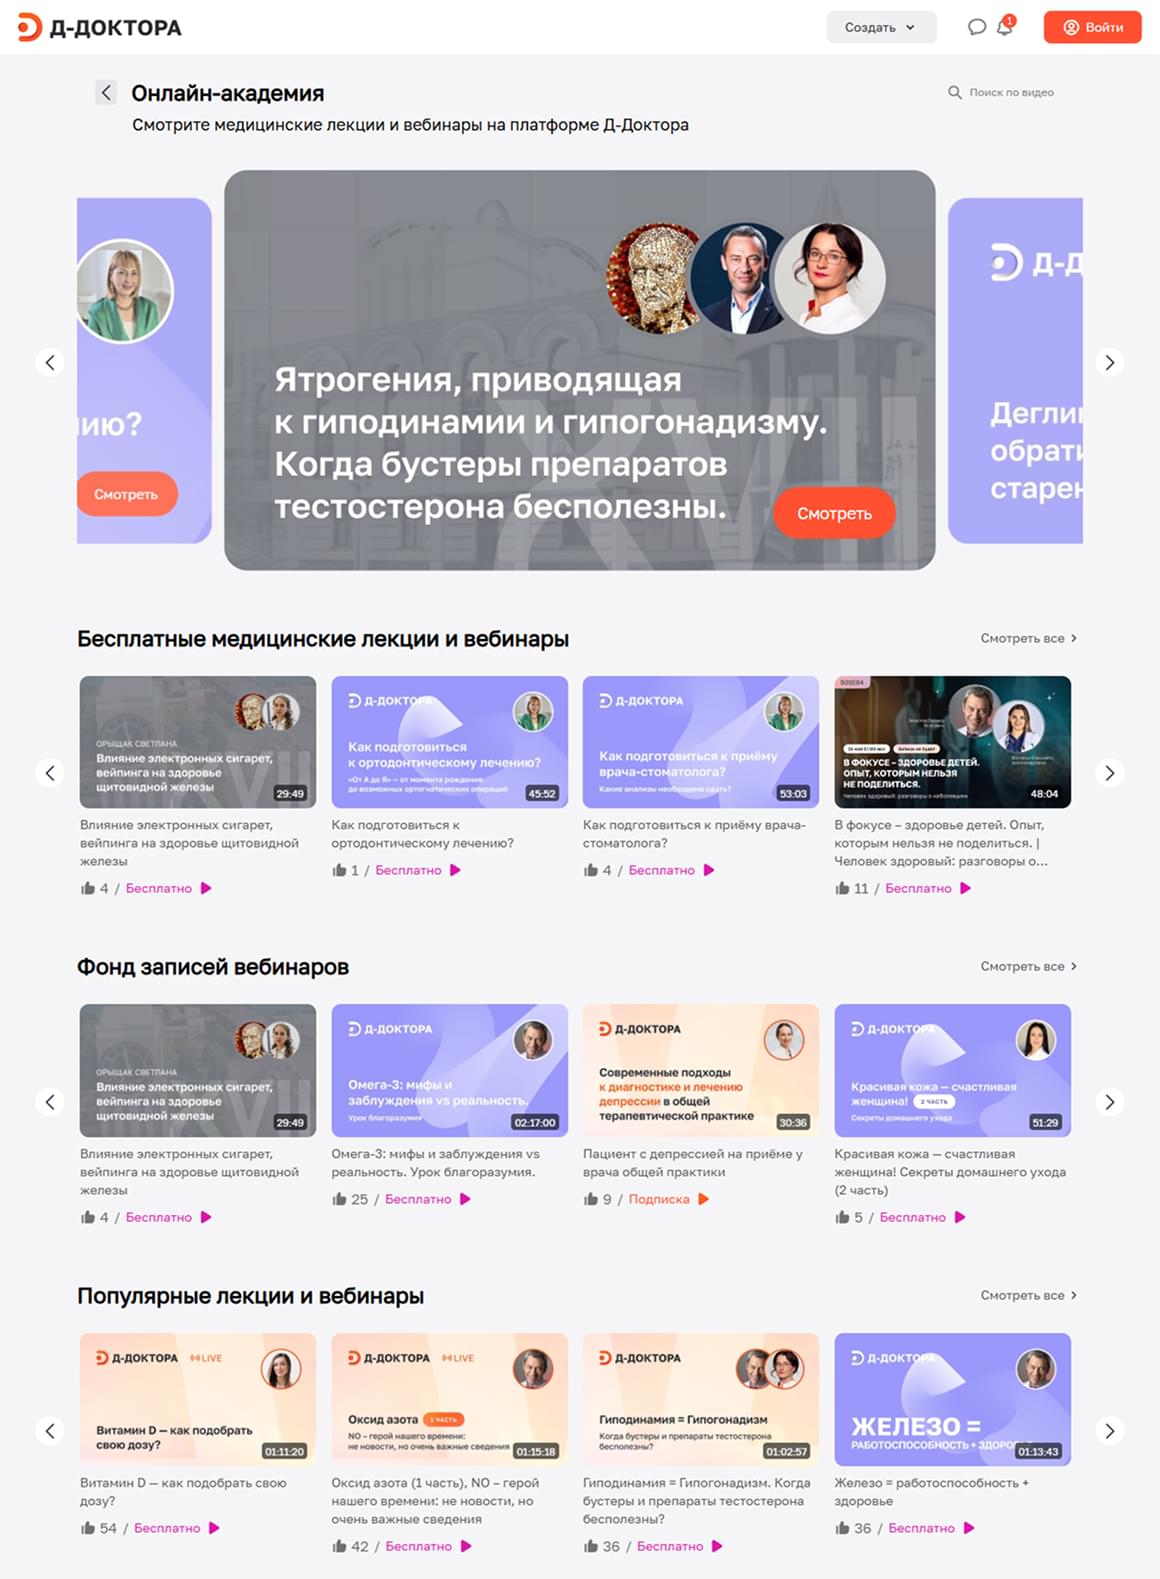 Д-ДОКТОРА
Создать
1
Войти
Онлайн-академия
Поиск по видео
Смотрите медицинские лекции и вебинары на платформе Д-Доктора
нию?
Смотреть
Ятрогения, приводящая
к гиподинамии и гипогонадизму.
Когда бустеры препаратов
тестостерона бесполезны.
Смотреть
XVII
Д-Д
Деглин
обрати
старен
Бесплатные медицинские лекции и вебинары
Смотреть все
ОРЫЩАК СВЕТЛАНА
Влияние электронных сигарет,
вейпинга на здоровье
щитовидной железы
29:49
Влияние электронных сигарет,
вейпинга на здоровье щитовидной
железы
4 / Бесплатно
Д-ДОКТОРА
Как подготовиться
к ортодонтическому лечению?
«От А до Я» — от момента рождения
до возможных ортогнатических операций
45:52
Как подготовиться к
ортодонтическому лечению?
1 / Бесплатно
Д-ДОКТОРА
Как подготовиться к приёму
врача-стоматолога?
Какие анализы необходимо сдать?
53:03
Как подготовиться к приёму врача-
стоматолога?
4 / Бесплатно
S01E04
В ФОКУСЕ – ЗДОРОВЬЕ ДЕТЕЙ.
ОПЫТ, КОТОРЫМ НЕЛЬЗЯ
НЕ ПОДЕЛИТЬСЯ.
Человек здоровый: разговоры о наболевшем
48:04
В фокусе – здоровье детей. Опыт,
которым нельзя не поделиться. |
Человек здоровый: разговоры о...
11 / Бесплатно
Фонд записей вебинаров
Смотреть все
ОРЫЩАК СВЕТЛАНА
Влияние электронных сигарет,
вейпинга на здоровье
щитовидной железы
29:49
Влияние электронных сигарет,
вейпинга на здоровье щитовидной
железы
4 / Бесплатно
Д-ДОКТОРА
Омега-3: мифы и
заблуждения vs реальность.
Урок благоразумия
02:17:00
Омега-3: мифы и заблуждения vs
реальность. Урок благоразумия.
25 / Бесплатно
Д-ДОКТОРА
Современные подходы
к диагностике и лечению
депрессии в общей
терапевтической практике
30:36
Пациент с депрессией на приёме у
врача общей практики
9 / Подписка
Д-ДОКТОРА
Красивая кожа — счастливая
женщина! 2 ЧАСТЬ
Секреты домашнего ухода
51:29
Красивая кожа — счастливая
женщина! Секреты домашнего ухода
(2 часть)
5 / Бесплатно
Популярные лекции и вебинары
Смотреть все
Д-ДОКТОРА LIVE
Витамин D — как подобрать
свою дозу?
01:11:20
Витамин D — как подобрать свою
дозу?
54 / Бесплатно
Д-ДОКТОРА LIVE
Оксид азота 1 ЧАСТЬ
NO – герой нашего времени:
не новости, но очень важные сведения
01:15:18
Оксид азота (1 часть), NO – герой
нашего времени: не новости, но
очень важные сведения
42 / Бесплатно
Д-ДОКТОРА
Гиподинамия = Гипогонадизм
Когда бустеры и препараты тестостерона
бесполезны?
01:02:57
Гиподинамия = Гипогонадизм. Когда
бустеры и препараты тестостерона
бесполезны?
36 / Бесплатно
Д-ДОКТОРА
ЖЕЛЕЗО =
РАБОТОСПОСОБНОСТЬ + ЗДОРОВЬЕ
01:13:43
Железо = работоспособность +
здоровье
36 / Бесплатно